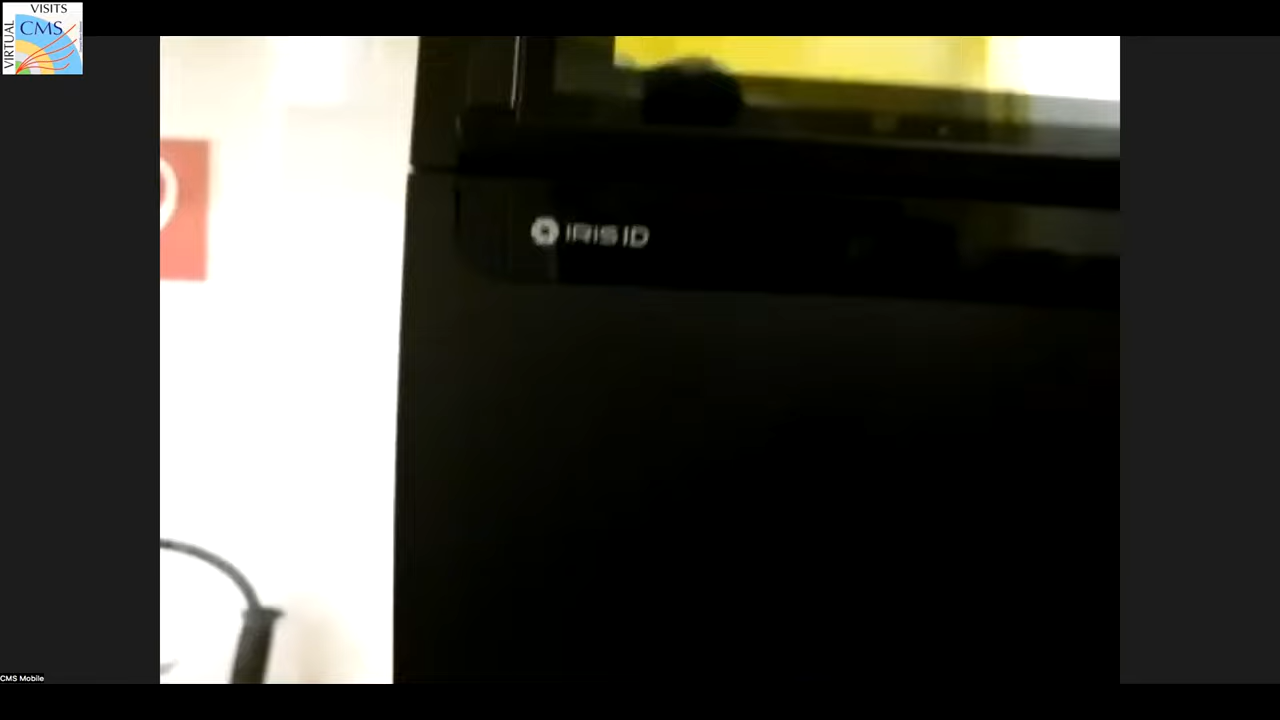 VISITS
CMS
VIRTUAL
IRIS ID
CMS Mobile